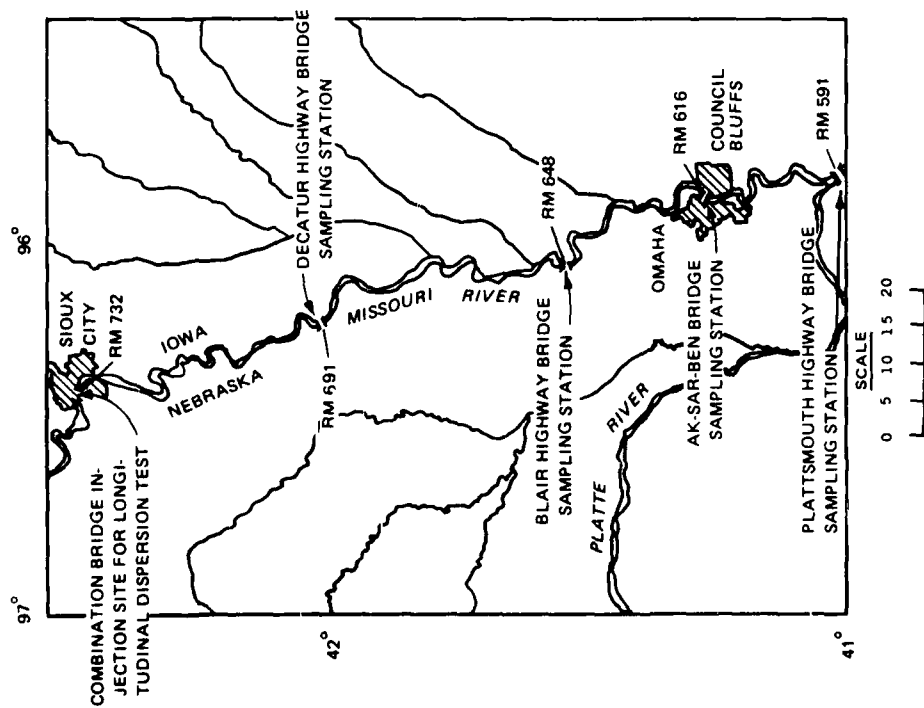 97°
96°
COMBINATION BRIDGE IN-
JECTION SITE FOR LONGI-
TUDINAL DISPERSION TEST
SIOUX
CITY
RM 732
IOWA
NEBRASKA
42°
RM 691
DECATUR HIGHWAY BRIDGE
SAMPLING STATION
MISSOURI
RIVER
BLAIR HIGHWAY BRIDGE
SAMPLING STATION
RM 648
PLATTE
RIVER
OMAHA
RM 616
COUNCIL
BLUFFS
AK-SAR-BEN BRIDGE
SAMPLING STATION
PLATTSMOUTH HIGHWAY BRIDGE
SAMPLING STATION
RM 591
41°
SCALE
0 5 10 15 20